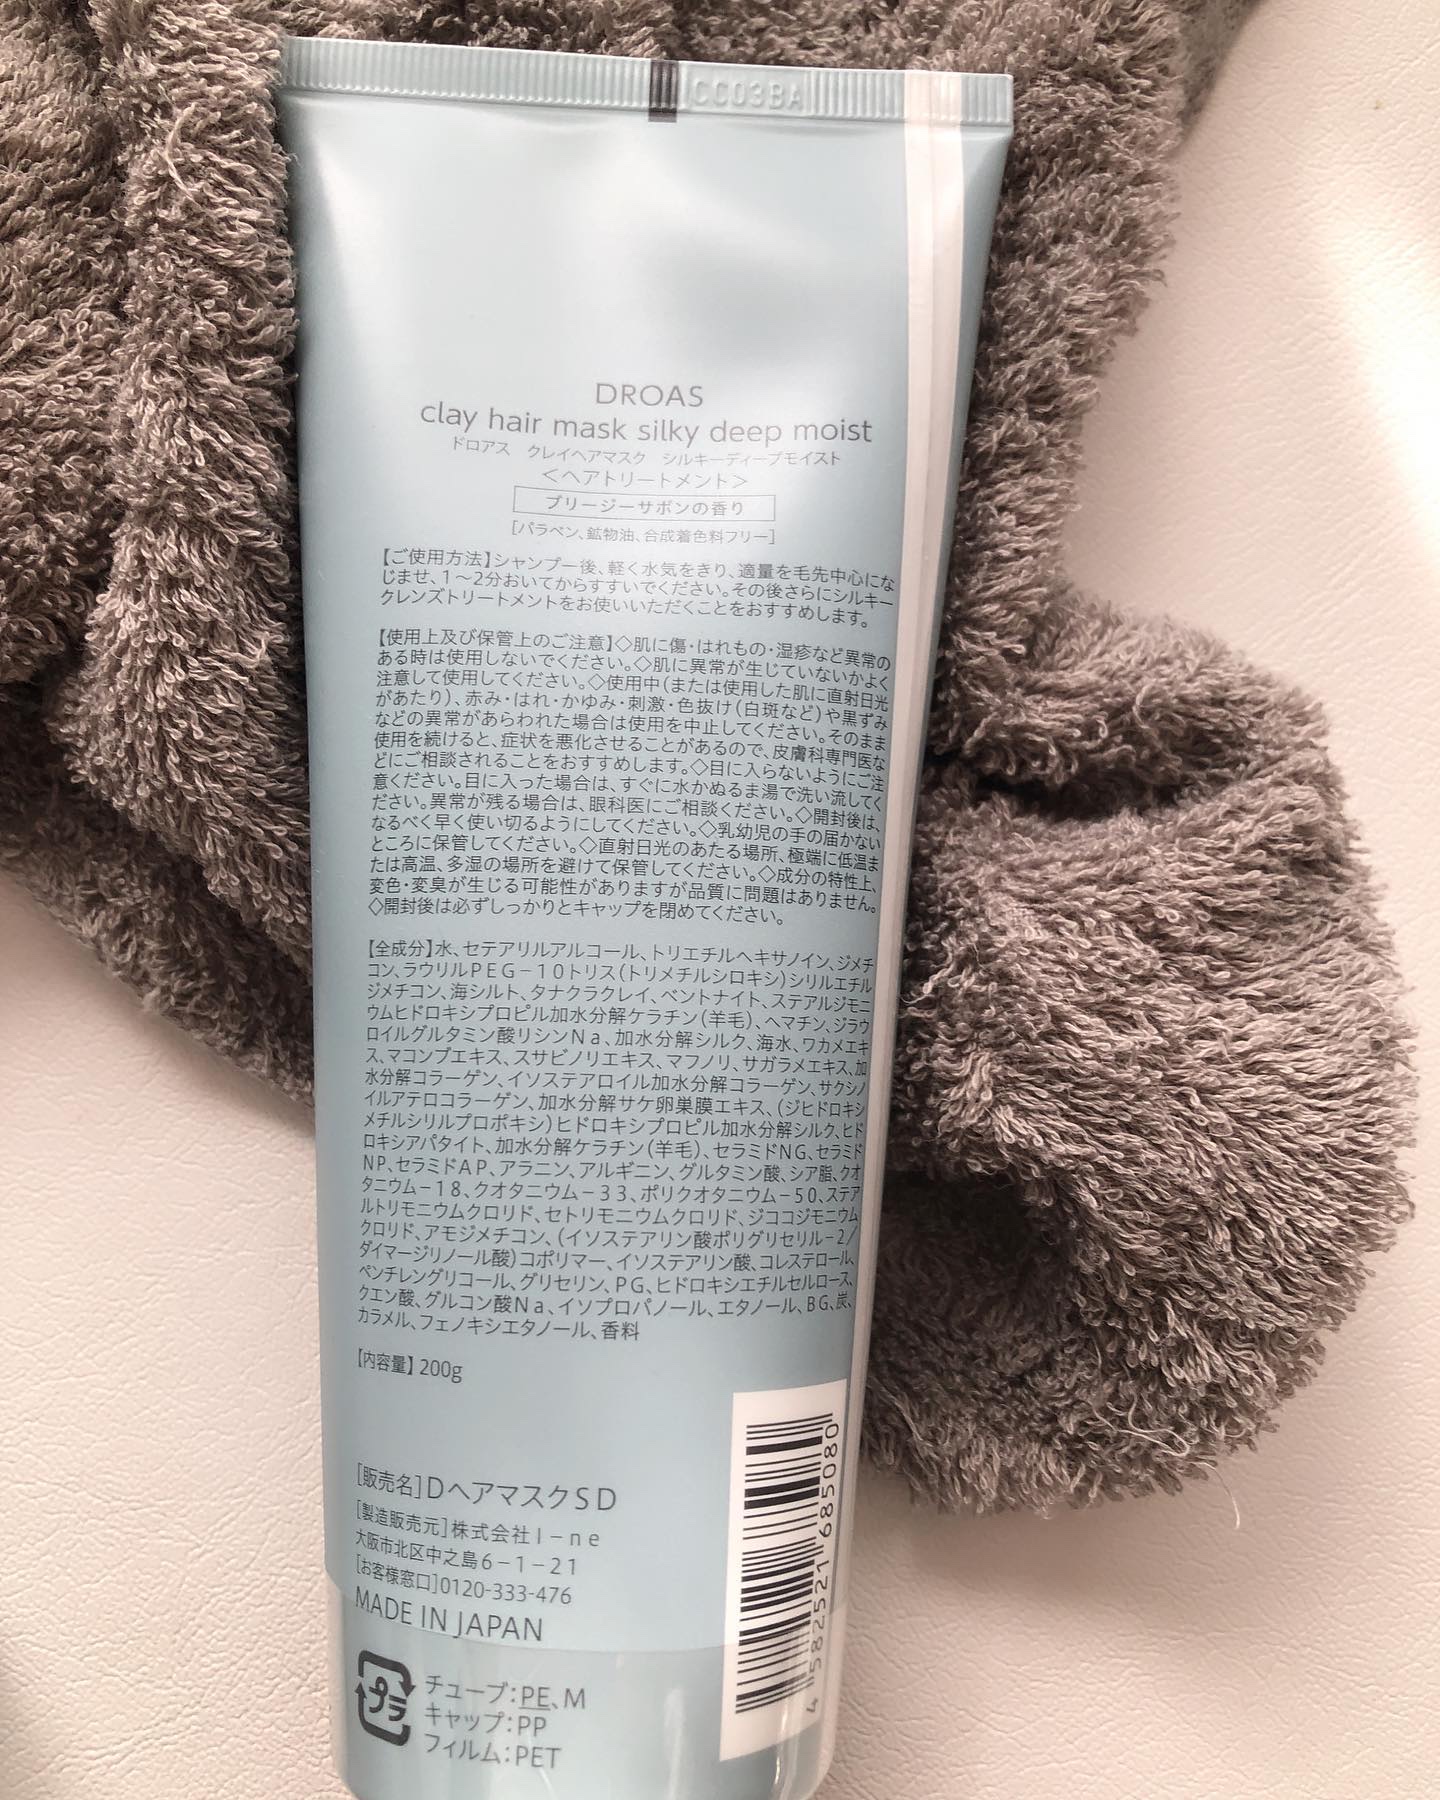 CC03BA
DROAS
clay hair mask silky deep moist
ドロアス クレイヘアマスク シルキーディープモイスト
＜ヘアトリートメント＞
ブリージーサボンの香り
[パラベン、鉱物油、合成着色料フリー]
【ご使用方法】シャンプー後、軽く水気をきり、適量を毛先中心にな
じませ、1〜2分おいてからすすいでください。その後さらにシルキー
クレンズトリートメントをお使いいただくことをおすすめします。
【使用上及び保管上のご注意】◇肌に傷・はれもの・湿疹など異常の
ある時は使用しないでください。◇肌に異常が生じていないかよく
注意して使用してください。◇使用中(または使用した肌に直射日光
があたり)、赤み・はれ・かゆみ・刺激・色抜け(白斑など)や黒ずみ
などの異常があらわれた場合は使用を中止してください。そのまま
使用を続けると、症状を悪化させることがあるので、皮膚科専門医な
どにご相談されることをおすすめします。◇目に入らないようにご注
意ください。目に入った場合は、すぐに水かぬるま湯で洗い流してく
ださい。異常が残る場合は、眼科医にご相談ください。◇開封後は、
なるべく早く使い切るようにしてください。◇乳幼児の手の届かない
ところに保管してください。◇直射日光のあたる場所、極端に低温ま
たは高温、多湿の場所を避けて保管してください。◇成分の特性上、
変色・変臭が生じる可能性がありますが品質に問題はありません。
◇開封後は必ずしっかりとキャップを閉めてください。
【全成分】水、セテアリルアルコール、トリエチルヘキサノイン、ジメチ
コン、ラウリルPEG−10トリス(トリメチルシロキシ)シリルエチル
ジメチコン、海シルト、タナクラクレイ、ベントナイト、ステアルジモニ
ウムヒドロキシプロピル加水分解ケラチン(羊毛)、ヘマチン、ジラウ
ロイルグルタミン酸リシンNa、加水分解シルク、海水、ワカメエキ
ス、マコンブエキス、スサビノリエキス、マフノリ、サガラメエキス、加
水分解コラーゲン、イソステアロイル加水分解コラーゲン、サクシノ
イルアテロコラーゲン、加水分解サケ卵巣膜エキス、(ジヒドロキシ
メチルシリルプロポキシ)ヒドロキシプロピル加水分解シルク、ヒド
ロキシアパタイト、加水分解ケラチン(羊毛)、セラミドNG、セラミド
NP、セラミドAP、アラニン、アルギニン、グルタミン酸、シア脂、クオ
タニウム−18、クオタニウム−33、ポリクオタニウム−50、ステア
ルトリモニウムクロリド、セトリモニウムクロリド、ジココジモニウム
クロリド、アモジメチコン、(イソステアリン酸ポリグリセリル−2/
ダイマージリノール酸)コポリマー、イソステアリン酸、コレステロール、
ペンチレングリコール、グリセリン、PG、ヒドロキシエチルセルロース、
クエン酸、グルコン酸Na、イソプロパノール、エタノール、BG、炭、
カラメル、フェノキシエタノール、香料
【内容量】200g
[販売名]DヘアマスクSD
[製造販売元]株式会社I−ne
大阪市北区中之島6−1−21
[お客様窓口]0120-333-476
MADE IN JAPAN
プラ
チューブ:PE、M
キャップ:PP
フィルム:PET
4 582521 685080